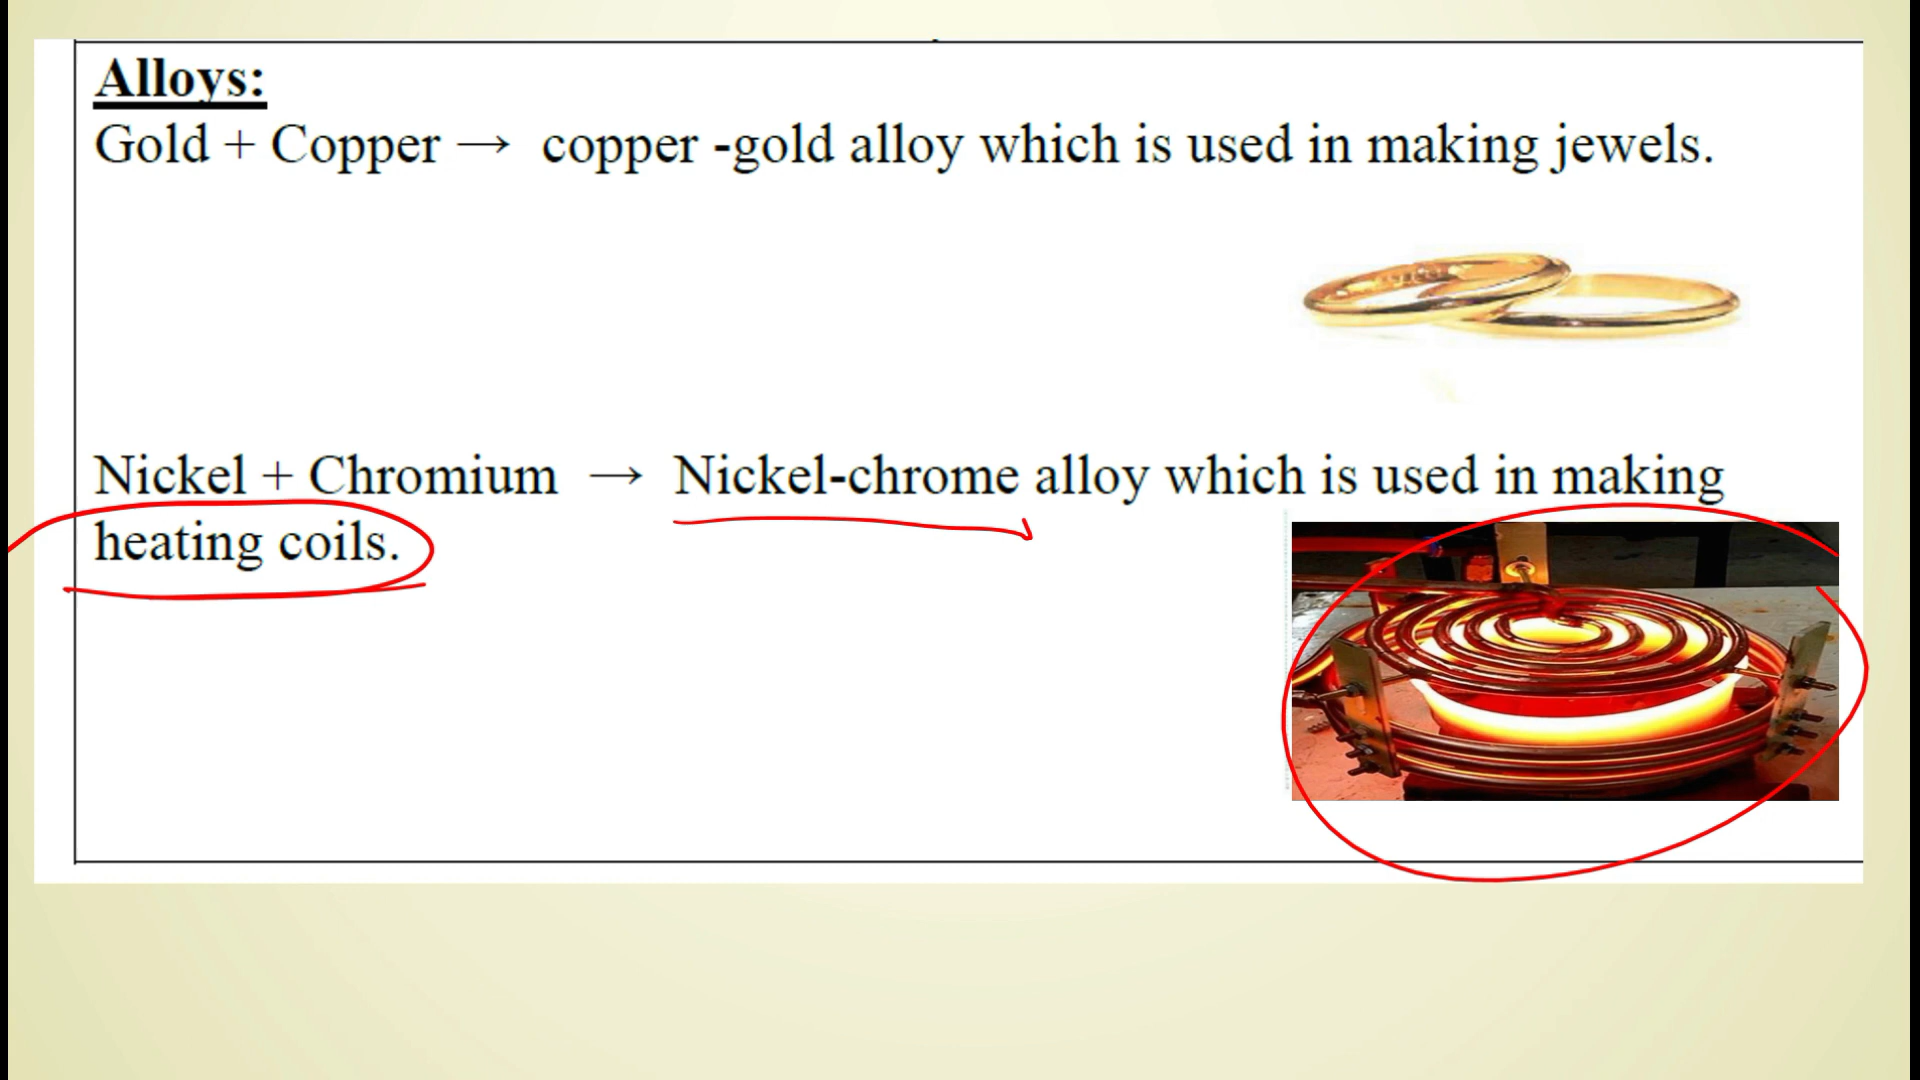 Alloys:
Gold + Copper → copper -gold alloy which is used in making jewels.
Nickel + Chromium → Nickel-chrome alloy which is used in making
heating coils.